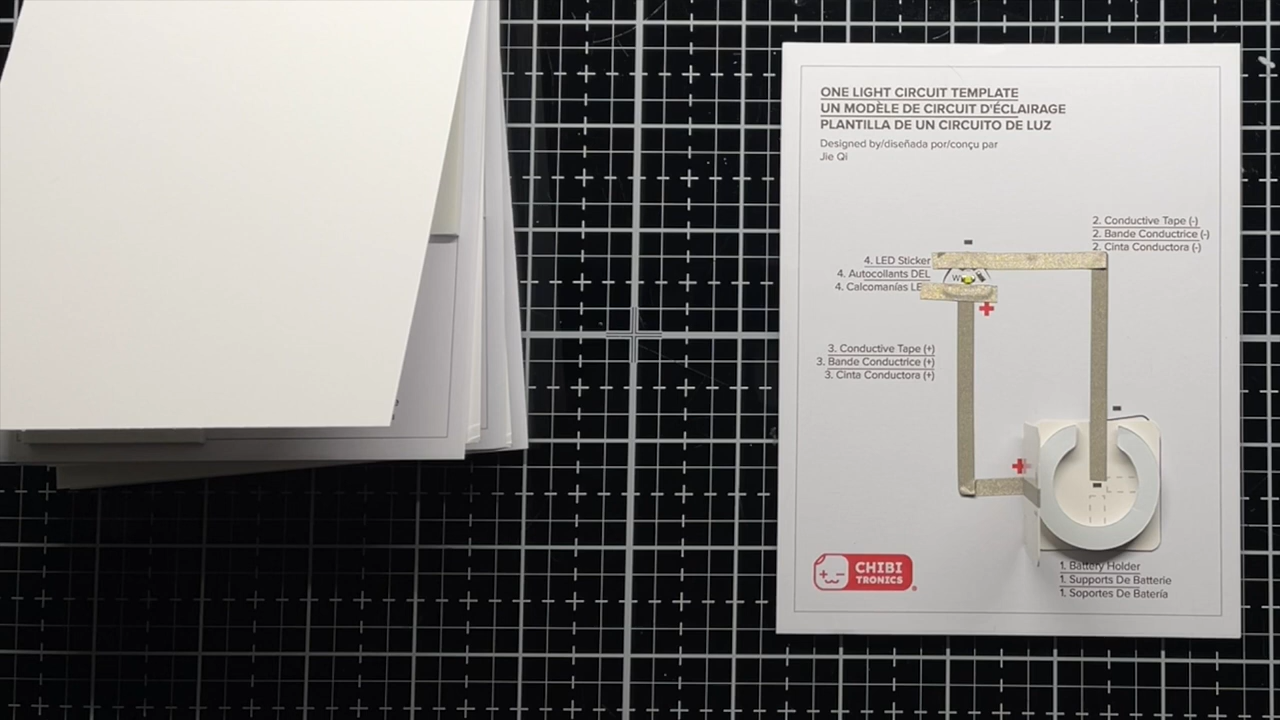 ONE LIGHT CIRCUIT TEMPLATE
UN MODÈLE DE CIRCUIT D'ÉCLAIRAGE
PLANTILLA DE UN CIRCUITO DE LUZ
Designed by/diseñada por/conçu par
Jie Qi
2. Conductive Tape (-)
2. Bande Conductrice (-)
2. Cinta Conductora (-)
4. LED Sticker
4. Autocollants DEL
4. Calcomanías
3. Conductive Tape (+)
3. Bande Conductrice (+)
3. Cinta Conductora (+)
CHIBI
TRONICS
1. Battery Holder
1. Supports De Batterie
1. Soportes De Batería